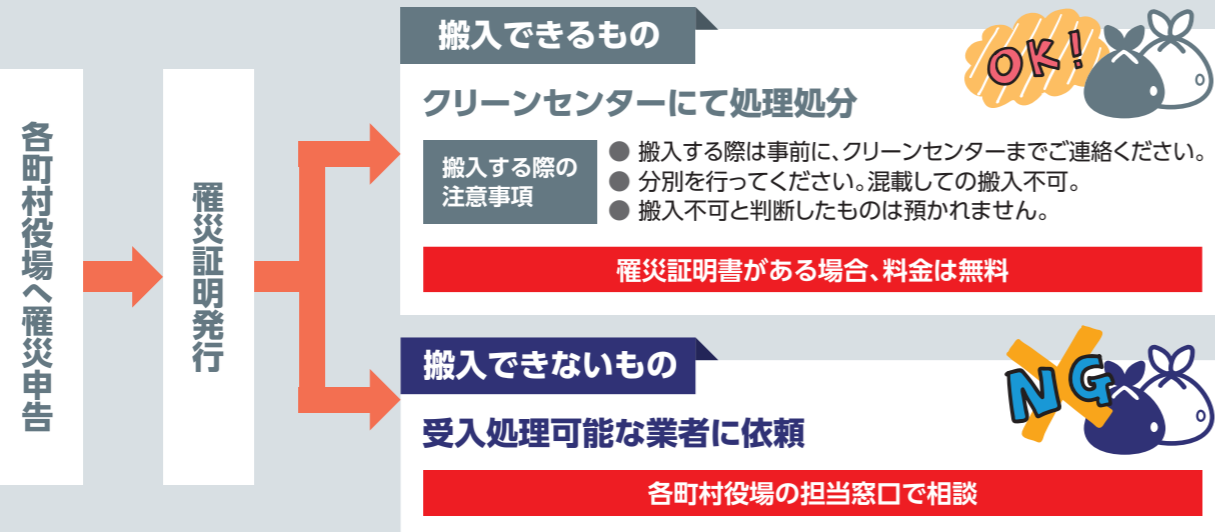 各町村役場へ罹災申告
罹災証明発行
搬入できるもの
OK!
クリーンセンターにて処理処分
搬入する際の
注意事項
● 搬入する際は事前に、クリーンセンターまでご連絡ください。
● 分別を行ってください。混載しての搬入不可。
● 搬入不可と判断したものは預かれません。
罹災証明書がある場合、料金は無料
搬入できないもの
NG
受入処理可能な業者に依頼
各町村役場の担当窓口で相談